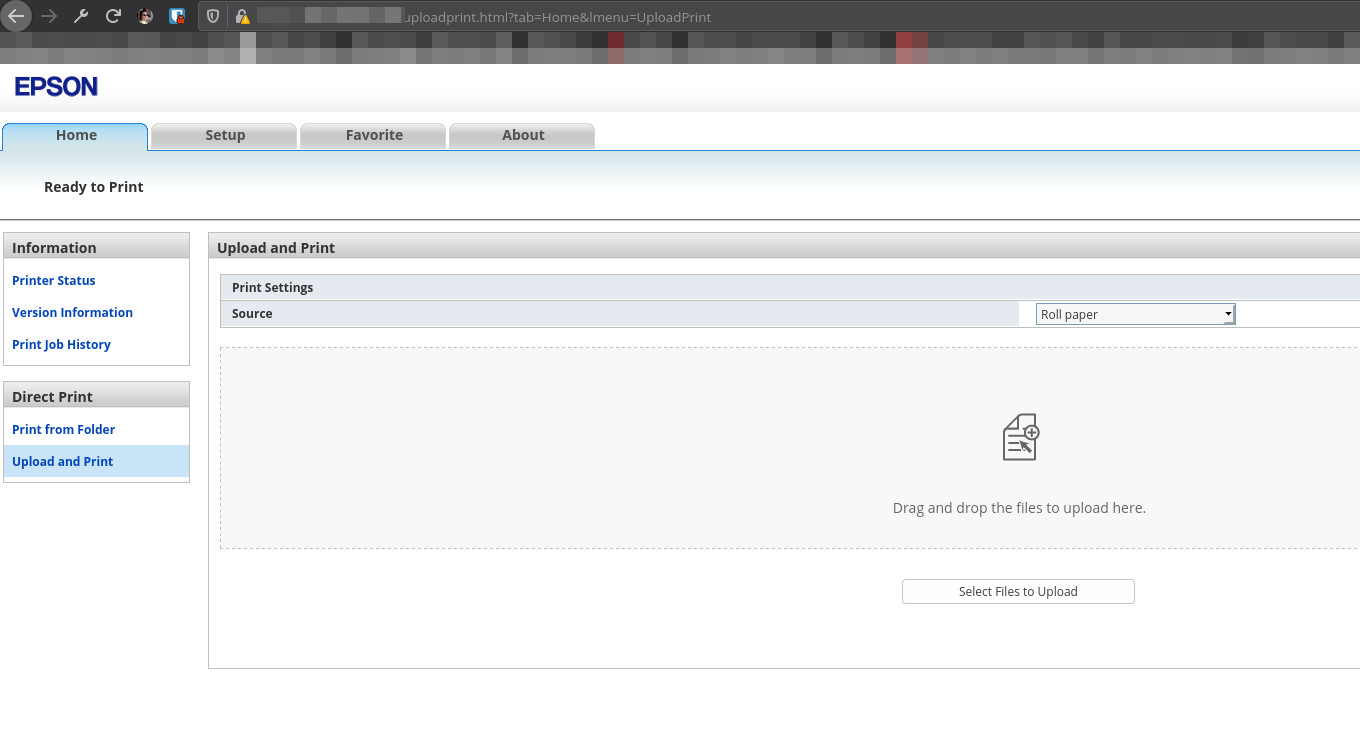 uploadprint.html?tab=Home&lmenu=UploadPrint
EPSON
Home Setup Favorite About
Ready to Print
Information
Printer Status
Version Information
Print Job History
Direct Print
Print from Folder
Upload and Print
Upload and Print
Print Settings
Source Roll paper
Drag and drop the files to upload here.
Select Files to Upload